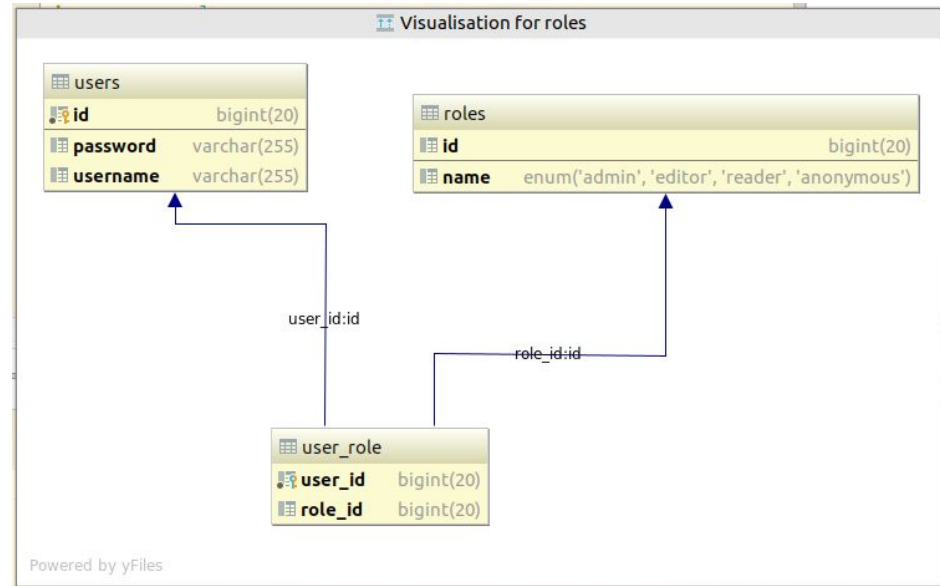 Visualisation for roles
users
id bigint(20)
password varchar(255)
username varchar(255)
roles
id bigint(20)
name enum('admin', 'editor', 'reader', 'anonymous')
user_id:id
role_id:id
user_role
user_id bigint(20)
role_id bigint(20)
Powered by yFiles